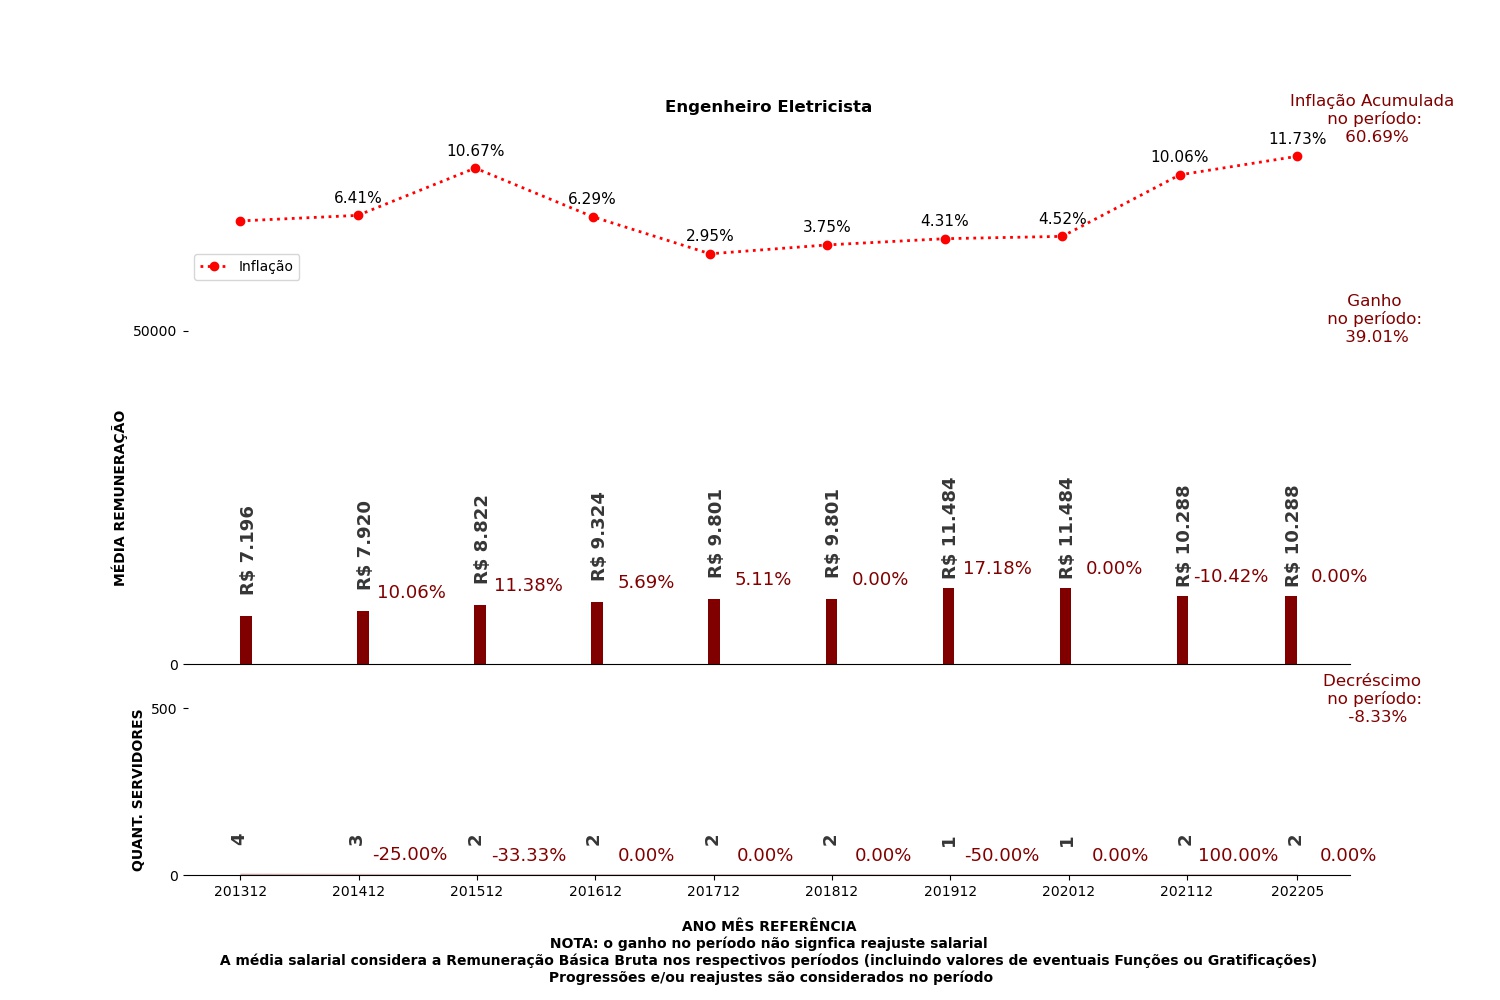 Engenheiro Eletricista
Inflação Acumulada
no período:
60.69%
6.41%
10.67%
6.29%
2.95%
3.75%
4.31%
4.52%
10.06%
11.73%
Inflação
Ganho
no período:
39.01%
50000
0
MÉDIA REMUNERAÇÃO
R$ 7.196
R$ 7.920
R$ 8.822
R$ 9.324
R$ 9.801
R$ 9.801
R$ 11.484
R$ 11.484
R$ 10.288
R$ 10.288
10.06%
11.38%
5.69%
5.11%
0.00%
17.18%
0.00%
-10.42%
0.00%
Decréscimo
no período:
-8.33%
500
0
QUANT. SERVIDORES
4
3
2
2
2
2
1
1
2
2
-25.00%
-33.33%
0.00%
0.00%
0.00%
-50.00%
0.00%
100.00%
0.00%
201312
201412
201512
201612
201712
201812
201912
202012
202112
202205
ANO MÊS REFERÊNCIA
NOTA: o ganho no período não signfica reajuste salarial
A média salarial considera a Remuneração Básica Bruta nos respectivos períodos (incluindo valores de eventuais Funções ou Gratificações)
Progressões e/ou reajustes são considerados no período